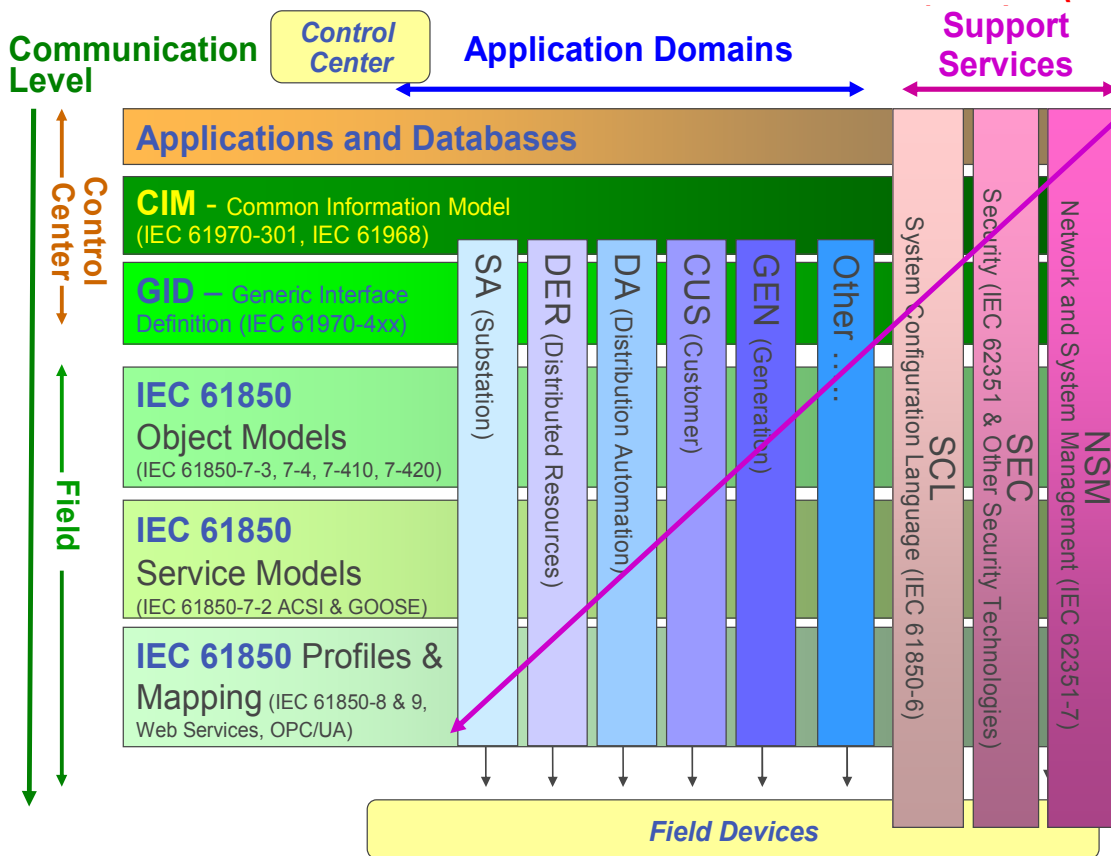 Communication
Level
Control
Center
Application Domains
Support
Services
Control
Center
Field
Applications and Databases
CIM - Common Information Model
(IEC 61970-301, IEC 61968)
GID – Generic Interface
Definition (IEC 61970-4xx)
IEC 61850
Object Models
(IEC 61850-7-3, 7-4, 7-410, 7-420)
IEC 61850
Service Models
(IEC 61850-7-2 ACSI & GOOSE)
IEC 61850 Profiles &
Mapping (IEC 61850-8 & 9,
Web Services, OPC/UA)
SA (Substation)
DER (Distributed Resources)
DA (Distribution Automation)
CUS (Customer)
GEN (Generation)
Other .....
SCL
System Configuration Language (IEC 61850-6)
SEC
Security (IEC 62351 & Other Security Technologies)
NSM
Network and System Management (IEC 62351-7)
Field Devices